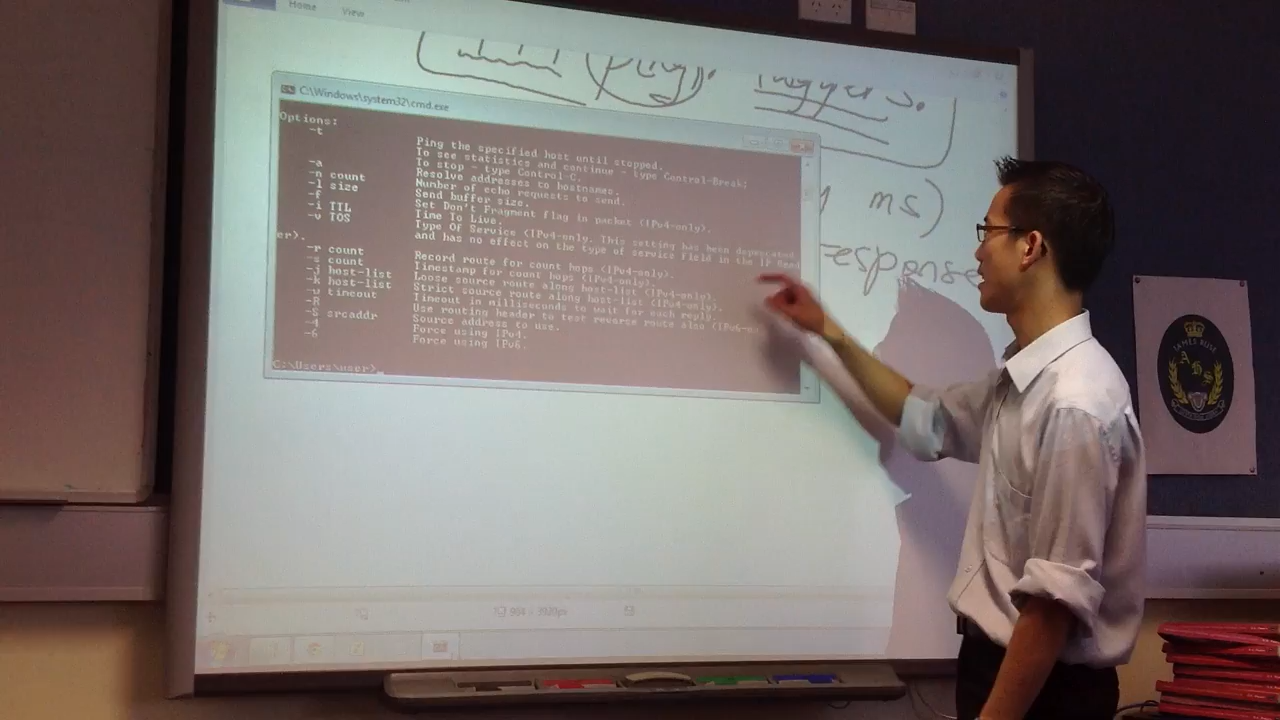 Home
View
(ping).
C:\Windows\system32\cmd.exe
Options:
-t Ping the specified host until stopped.
To see statistics and continue - type Control-Break;
To stop - type Control-C.
-a Resolve addresses to hostnames.
-n count Number of echo requests to send.
-l size Send buffer size.
-f Set Don't Fragment flag in packet (IPv4-only).
-i TTL Time To Live.
-v TOS Type Of Service (IPv4-only. This setting has been deprecated
and has no effect on the type of service field in the IP Head
er).
-r count Record route for count hops (IPv4-only).
-s count Timestamp for count hops (IPv4-only).
-j host-list Loose source route along host-list (IPv4-only).
-k host-list Strict source route along host-list (IPv4-only).
-w timeout Timeout in milliseconds to wait for each reply.
-R Use routing header to test reverse route also (IPv6-on
-S srcaddr Source address to use.
-4 Force using IPv4.
-6 Force using IPv6.
C:\Users\user>_
ms)
response
JAMES RUSE
AHS
984 × 3920px